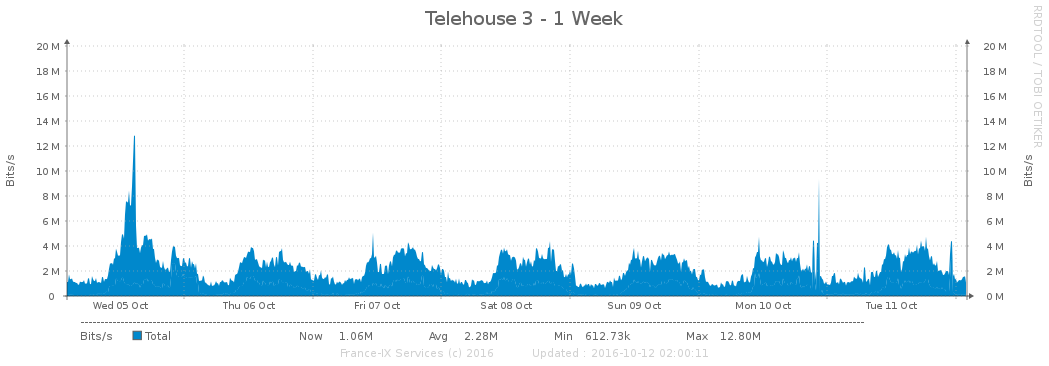 Telehouse 3 - 1 Week
RRDTOOL / TOBI OETIKER
Bits/s
Bits/s
20 M 20 M
18 M 18 M
16 M 16 M
14 M 14 M
12 M 12 M
10 M 10 M
8 M 8 M
6 M 6 M
4 M 4 M
2 M 2 M
0 0 M
Wed 05 Oct Thu 06 Oct Fri 07 Oct Sat 08 Oct Sun 09 Oct Mon 10 Oct Tue 11 Oct
Bits/s Total Now 1.06M Avg 2.28M Min 612.73k Max 12.80M
France-IX Services (c) 2016 Updated : 2016-10-12 02:00:11